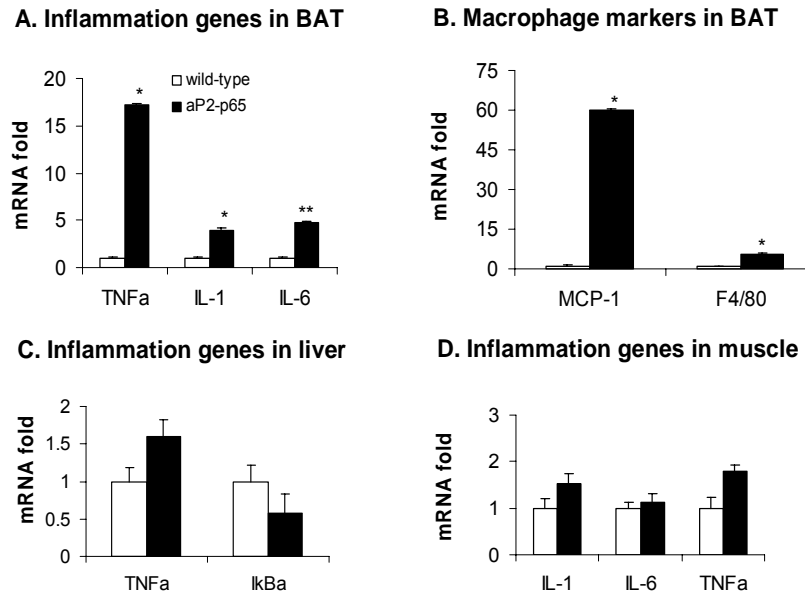 A. Inflammation genes in BAT
mRNA fold
20
15
10
5
0
wild-type
aP2-p65
*
*
**
TNFa IL-1 IL-6
B. Macrophage markers in BAT
mRNA fold
75
60
45
30
15
0
*
*
MCP-1 F4/80
C. Inflammation genes in liver
mRNA fold
2
1.5
1
0.5
0
TNFa IkBa
D. Inflammation genes in muscle
mRNA fold
3
2
1
0
IL-1 IL-6 TNFa